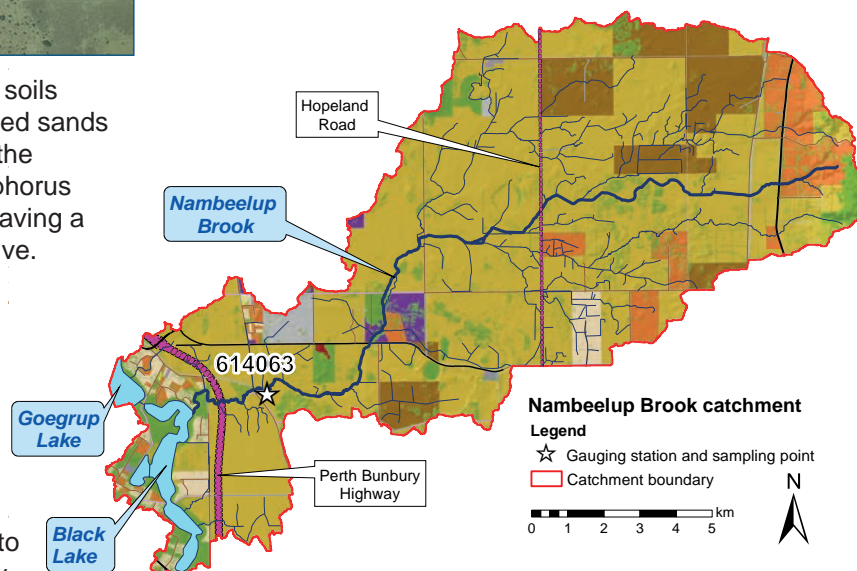 soils
ed sands
the
ohorus
aving a
ve.
Hopeland
Road
Nambeelup
Brook
614063
Goegrup
Lake
Perth Bunbury
Highway
Black
Lake
to
Nambeelup Brook catchment
Legend
Gauging station and sampling point
Catchment boundary
N
0 1 2 3 4 5 km